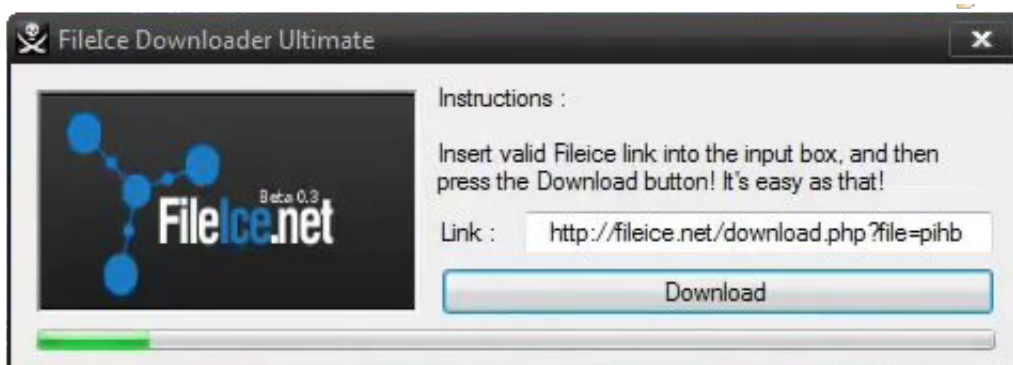 FileIce Downloader Ultimate
Instructions :
Insert valid Fileice link into the input box, and then
press the Download button! It's easy as that!
Beta 0.3
FileIce.net
Link :
http://fileice.net/download.php?file=pihb
Download